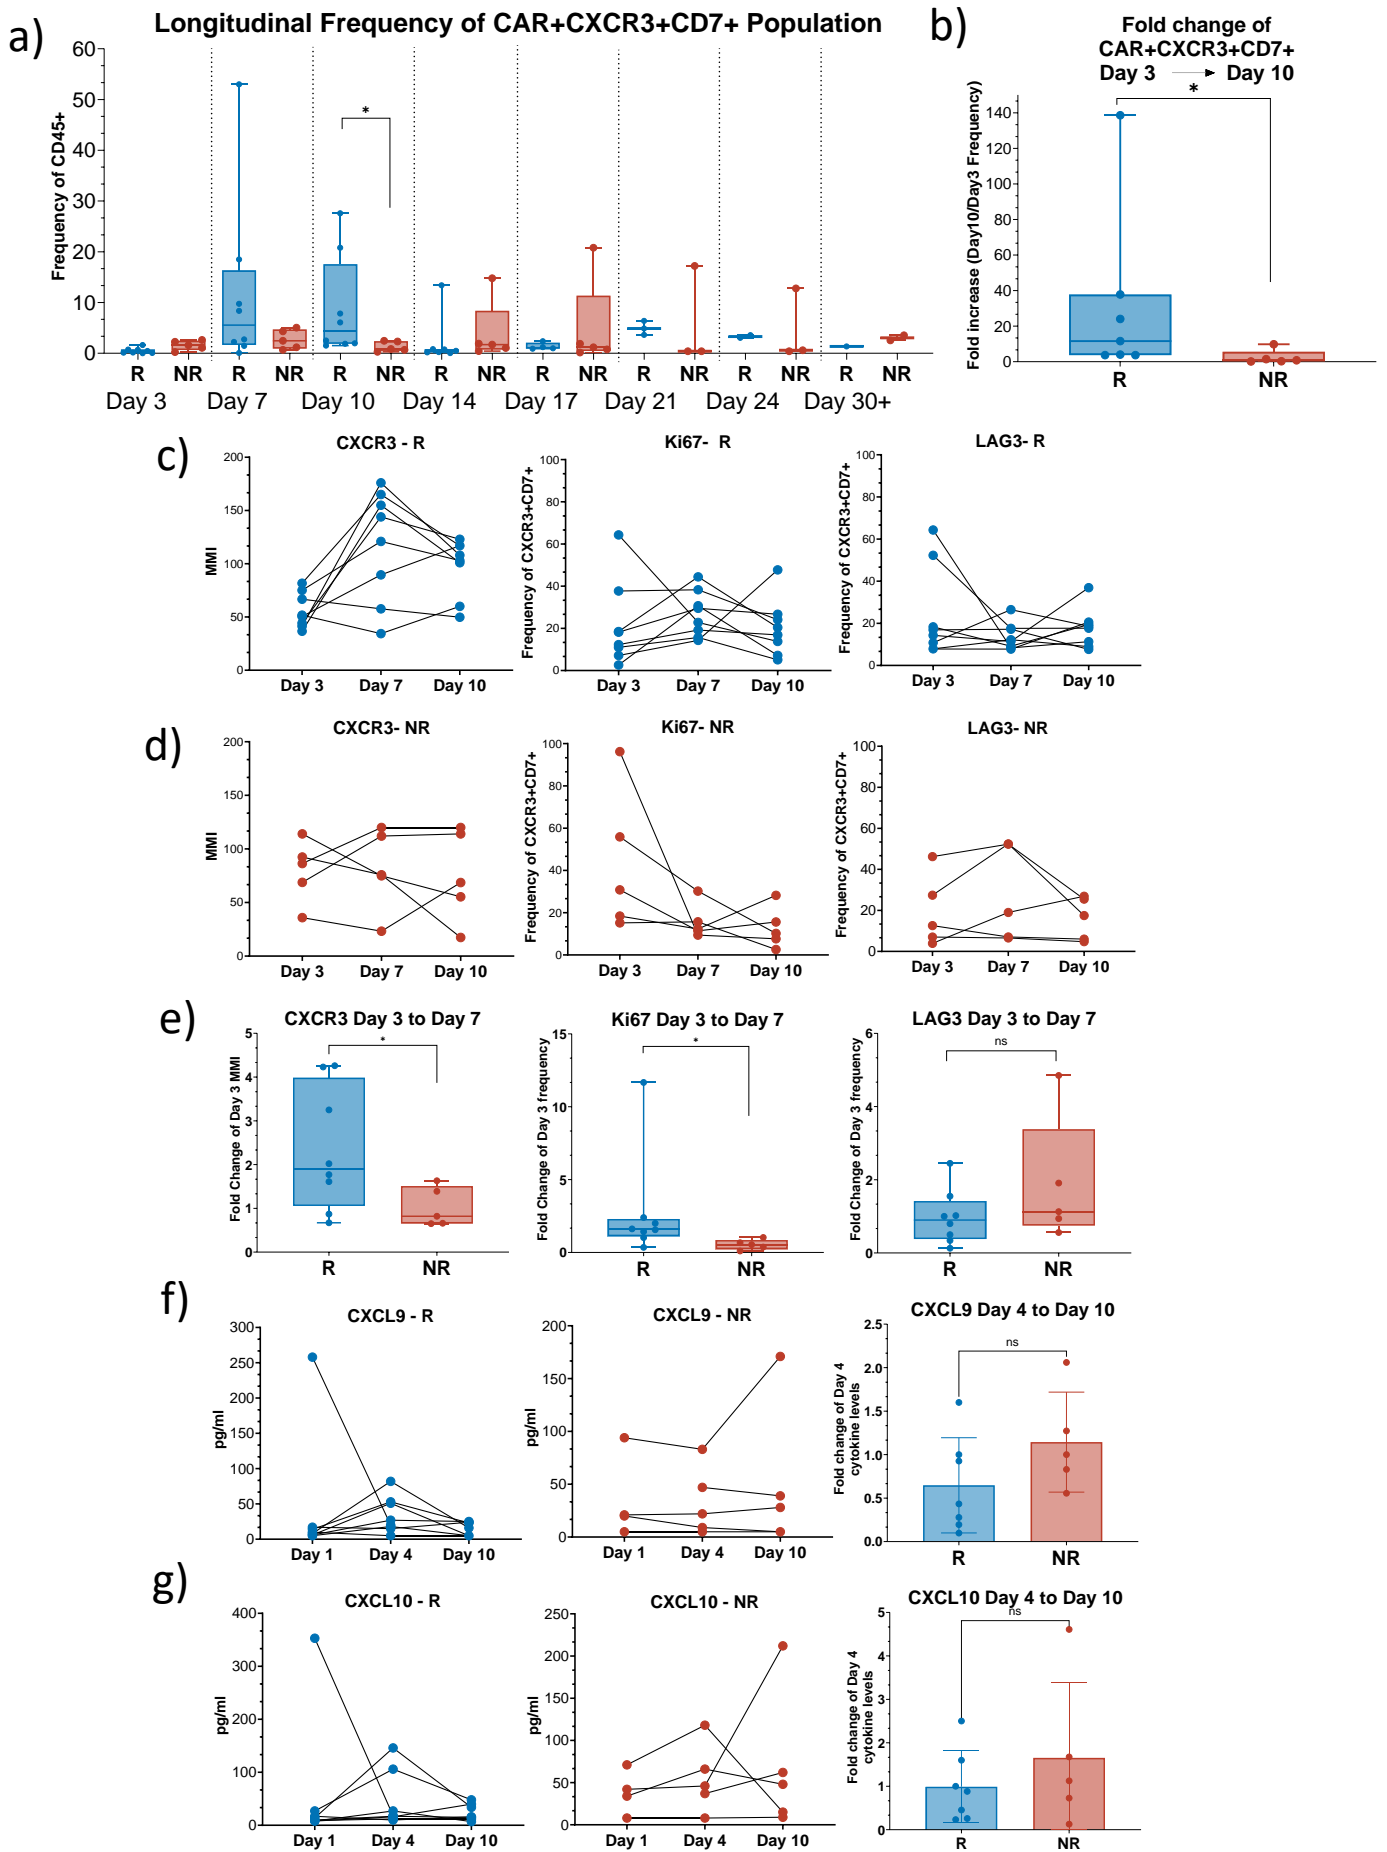 a)
Longitudinal Frequency of CAR+CXCR3+CD7+ Population
Frequency of CD45+
60
50
40
30
20
10
0
*
R NR R NR R NR R NR R NR R NR R NR R NR
Day 3 Day 7 Day 10 Day 14 Day 17 Day 21 Day 24 Day 30+
b)
Fold change of
CAR+CXCR3+CD7+
Day 3 Day 10
*
Fold increase (Day10/Day3 Frequency)
140
120
100
80
60
40
20
0
R NR
c)
CXCR3 - R
MMI
200
150
100
50
0
Day 3 Day 7 Day 10
Ki67- R
Frequency of CXCR3+CD7+
100
80
60
40
20
0
Day 3 Day 7 Day 10
LAG3- R
Frequency of CXCR3+CD7+
100
80
60
40
20
0
Day 3 Day 7 Day 10
d)
CXCR3- NR
MMI
200
150
100
50
0
Day 3 Day 7 Day 10
Ki67- NR
Frequency of CXCR3+CD7+
100
80
60
40
20
0
Day 3 Day 7 Day 10
LAG3- NR
Frequency of CXCR3+CD7+
100
80
60
40
20
0
Day 3 Day 7 Day 10
e)
CXCR3 Day 3 to Day 7
Fold Change of Day 3 MMI
5
4
3
2
1
0
*
R NR
Ki67 Day 3 to Day 7
Fold Change of Day 3 frequency
15
10
5
0
*
R NR
LAG3 Day 3 to Day 7
Fold Change of Day 3 frequency
6
4
2
0
ns
R NR
f)
CXCL9 - R
pg/ml
300
250
200
150
100
50
0
Day 1 Day 4 Day 10
CXCL9 - NR
pg/ml
200
150
100
50
0
Day 1 Day 4 Day 10
CXCL9 Day 4 to Day 10
Fold change of Day 4
cytokine levels
2.5
2.0
1.5
1.0
0.5
0.0
ns
R NR
g)
CXCL10 - R
pg/ml
400
300
200
100
0
Day 1 Day 4 Day 10
CXCL10 - NR
pg/ml
250
200
150
100
50
0
Day 1 Day 4 Day 10
CXCL10 Day 4 to Day 10
Fold change of Day 4
cytokine levels
5
4
3
2
1
0
ns
R NR